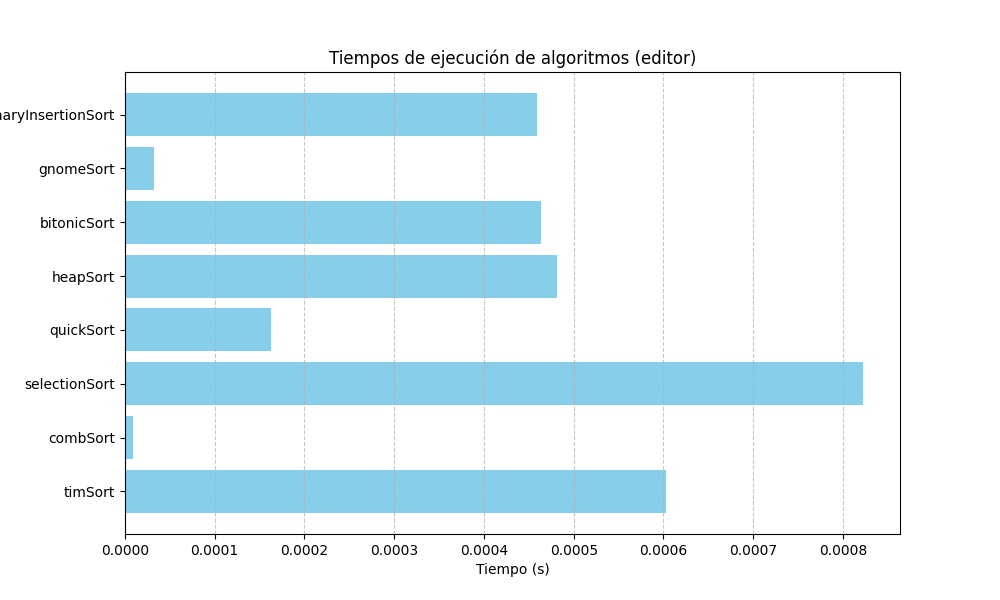 Tiempos de ejecución de algoritmos (editor)
naryInsertionSort
gnomeSort
bitonicSort
heapSort
quickSort
selectionSort
combSort
timSort
0.0000 0.0001 0.0002 0.0003 0.0004 0.0005 0.0006 0.0007 0.0008
Tiempo (s)